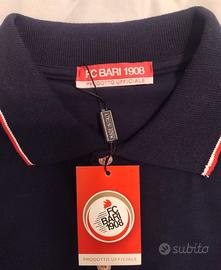 FC BARI 1908
PRODOTTO UFFICIALE
FC
BARI
1908
PRODOTTO UFFICIALE
subito